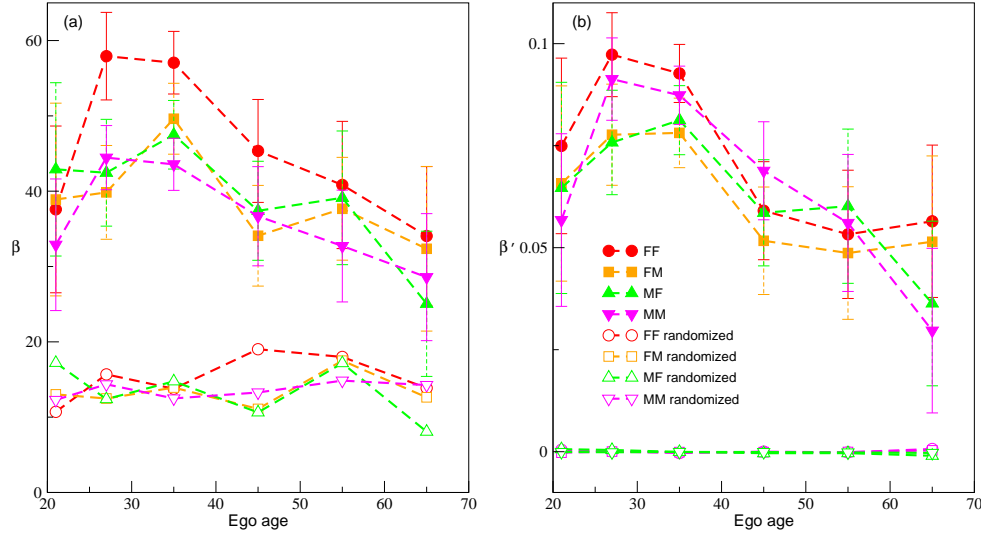 (a)
60
40
β
20
0
20
30
40
50
60
70
Ego age
(b)
0.1
β ′
0.05
0
FF
FM
MF
MM
FF randomized
FM randomized
MF randomized
MM randomized
20
30
40
50
60
70
Ego age